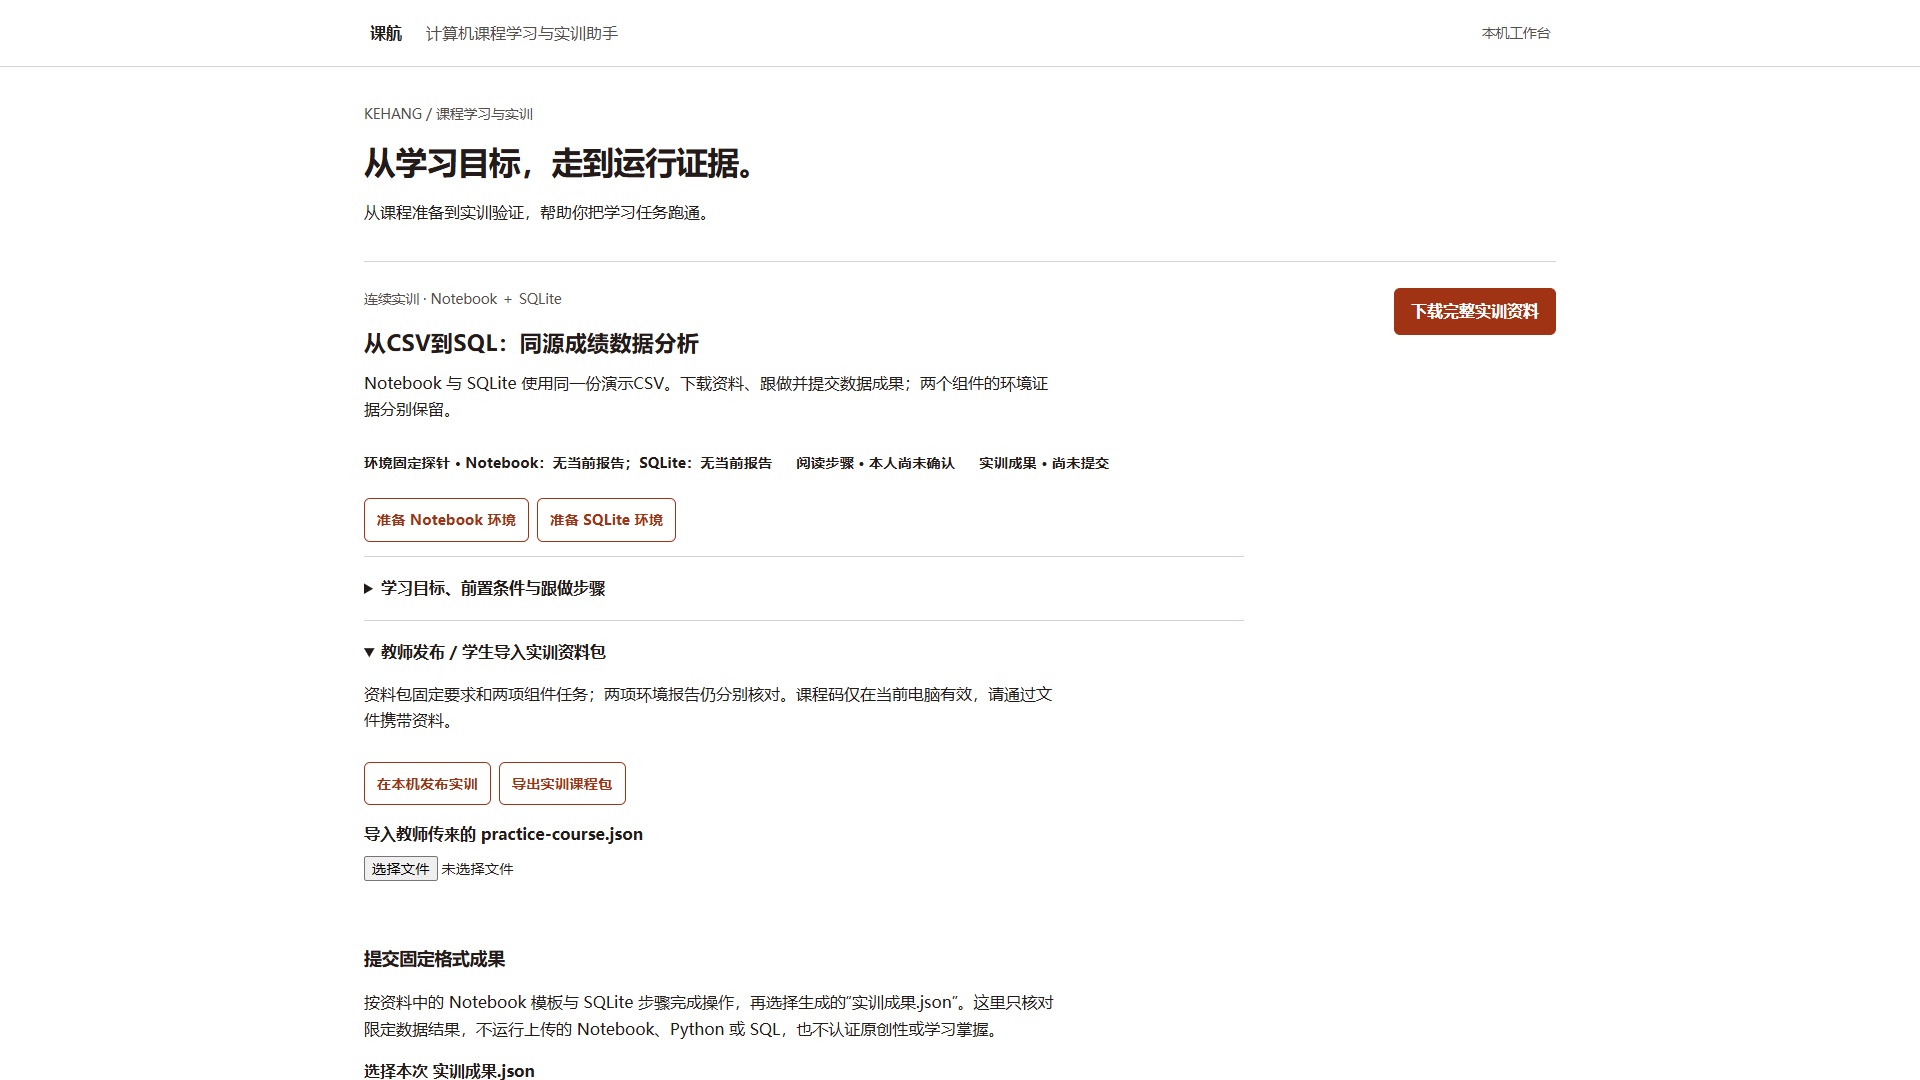 课航 计算机课程学习与实训助手 本机工作台
KEHANG / 课程学习与实训
从学习目标，走到运行证据。
从课程准备到实训验证，帮助你把学习任务跑通。
连续实训 · Notebook + SQLite
下载完整实训资料
从CSV到SQL：同源成绩数据分析
Notebook 与 SQLite 使用同一份演示CSV。下载资料、跟做并提交数据成果；两个组件的环境证
据分别保留。
环境固定探针 • Notebook：无当前报告；SQLite：无当前报告 阅读步骤 • 本人尚未确认 实训成果 • 尚未提交
准备 Notebook 环境 准备 SQLite 环境
学习目标、前置条件与跟做步骤
教师发布 / 学生导入实训资料包
资料包固定要求和两项组件任务；两项环境报告仍分别核对。课程码仅在当前电脑有效，请通过文
件携带资料。
在本机发布实训 导出实训课程包
导入教师传来的 practice-course.json
选择文件 未选择文件
提交固定格式成果
按资料中的 Notebook 模板与 SQLite 步骤完成操作，再选择生成的“实训成果.json”。这里只核对
限定数据结果，不运行上传的 Notebook、Python 或 SQL，也不认证原创性或学习掌握。
选择本次 实训成果.json